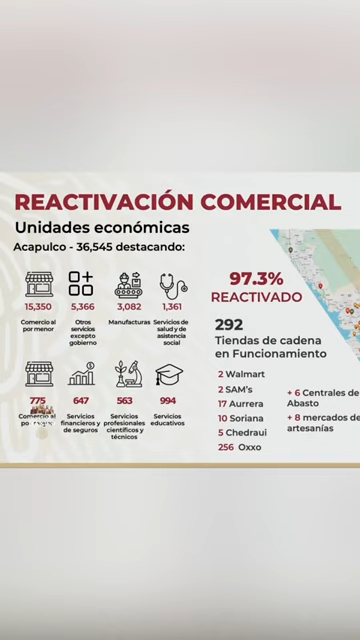 REACTIVACIÓN COMERCIAL
Unidades económicas
Acapulco - 36,545 destacando:
15,350
Comercio al
por menor
5,366
Otros
servicios
excepto
gobierno
3,082
Manufacturas
1,361
Servicios de
salud y de
asistencia
social
775
Comercio al
por
647
Servicios
financieros y
de seguros
563
Servicios
profesionales
científicos y
técnicos
994
Servicios
educativos
97.3%
REACTIVADO
292
Tiendas de cadena
en Funcionamiento
2 Walmart
2 SAM's
17 Aurrera
10 Soriana
5 Chedraui
256 Oxxo
+ 6 Centrales de
Abasto
+ 8 mercados de
artesanías